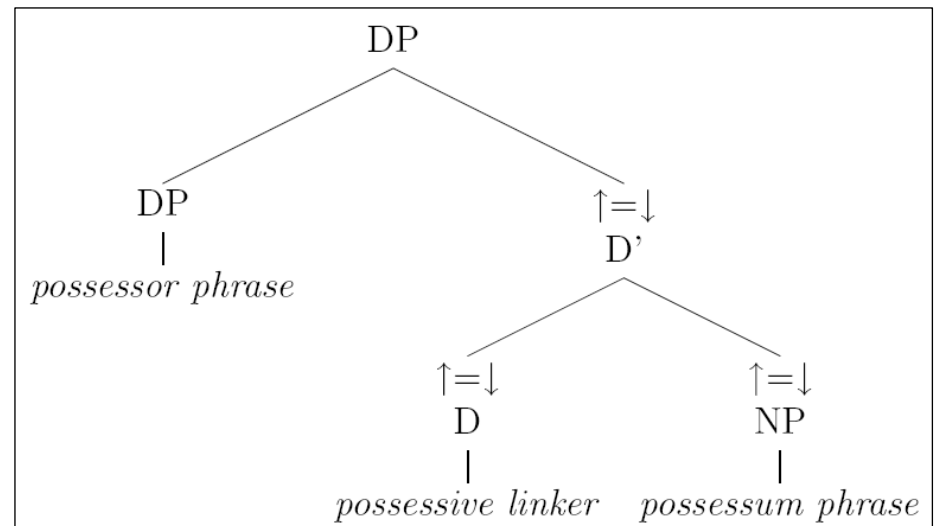 DP
DP ↑=↓
D’
possessor phrase
↑=↓ ↑=↓
D NP
possessive linker possessum phrase